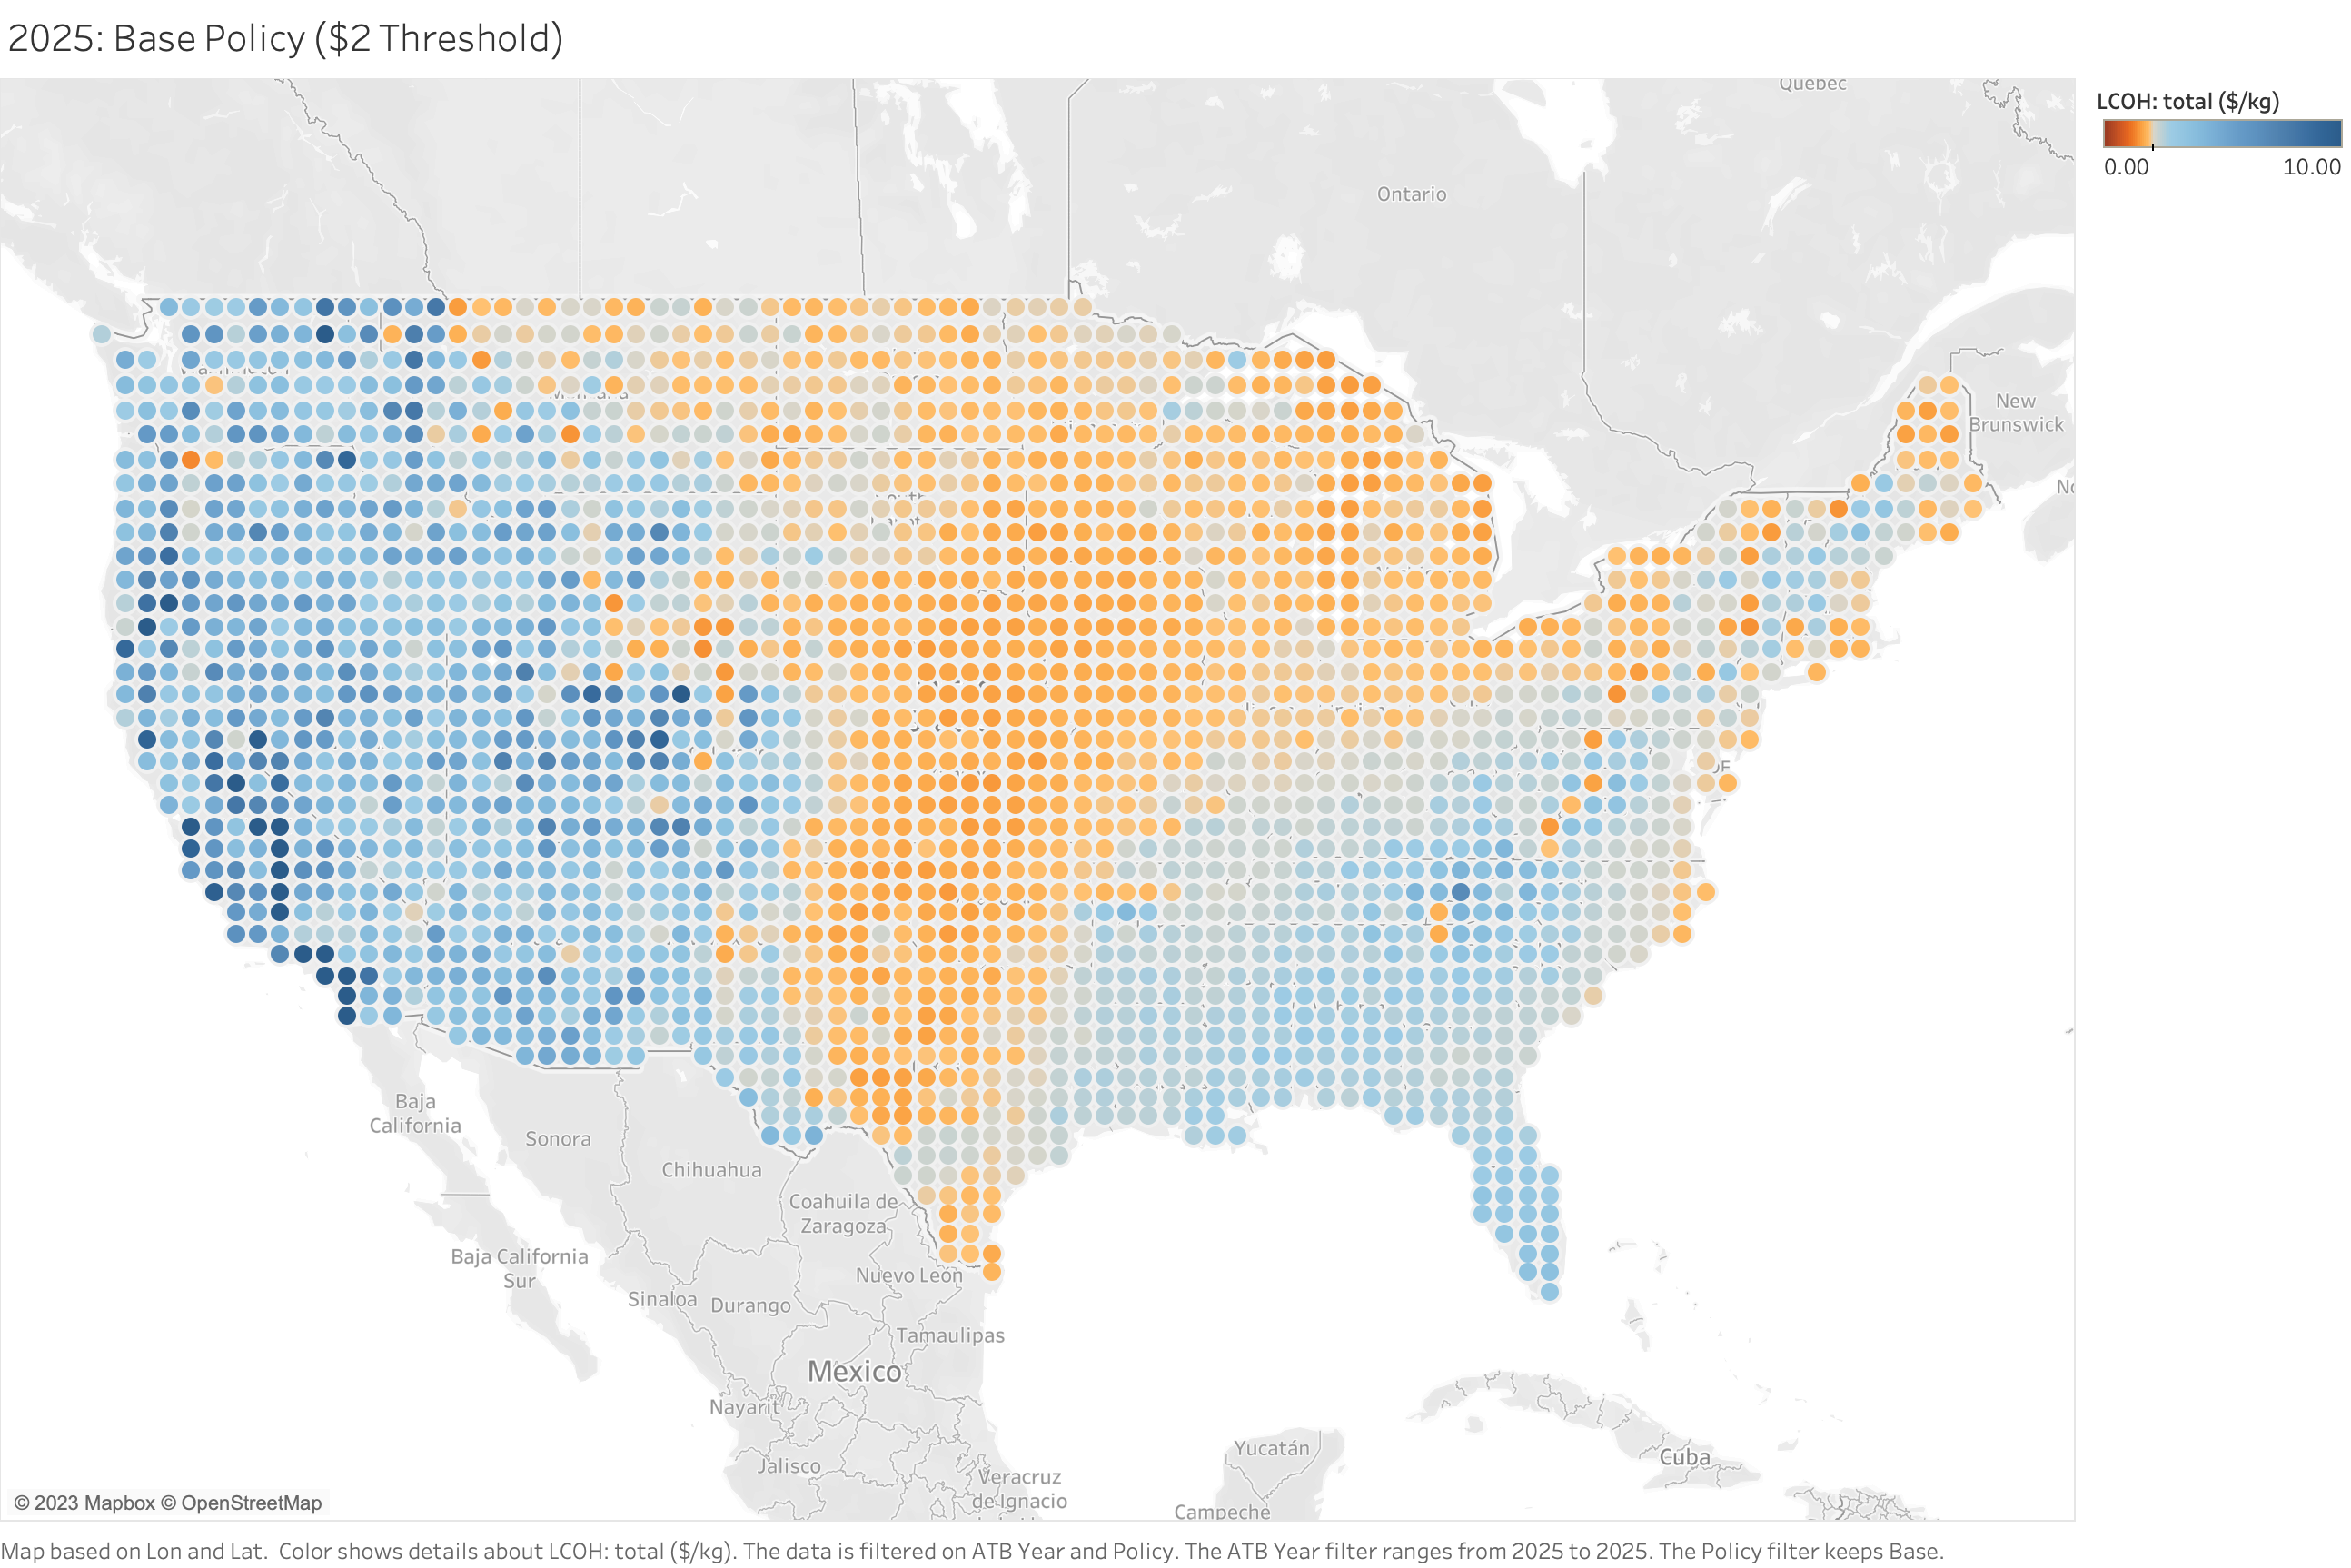 2025: Base Policy ($2 Threshold)
LCOH: total ($/kg)
0.00
10.00
Quebec
Ontario
New
Brunswick
Baja
California
Sonora
Chihuahua
Coahuila de
Zaragoza
Baja California
Sur
Nuevo León
Sinaloa
Durango
Tamaulipas
Mexico
Nayarit
Jalisco
Veracruz
de Ignacio
Yucatán
Campeche
Cuba
© 2023 Mapbox © OpenStreetMap
Map based on Lon and Lat. Color shows details about LCOH: total ($/kg). The data is filtered on ATB Year and Policy. The ATB Year filter ranges from 2025 to 2025. The Policy filter keeps Base.